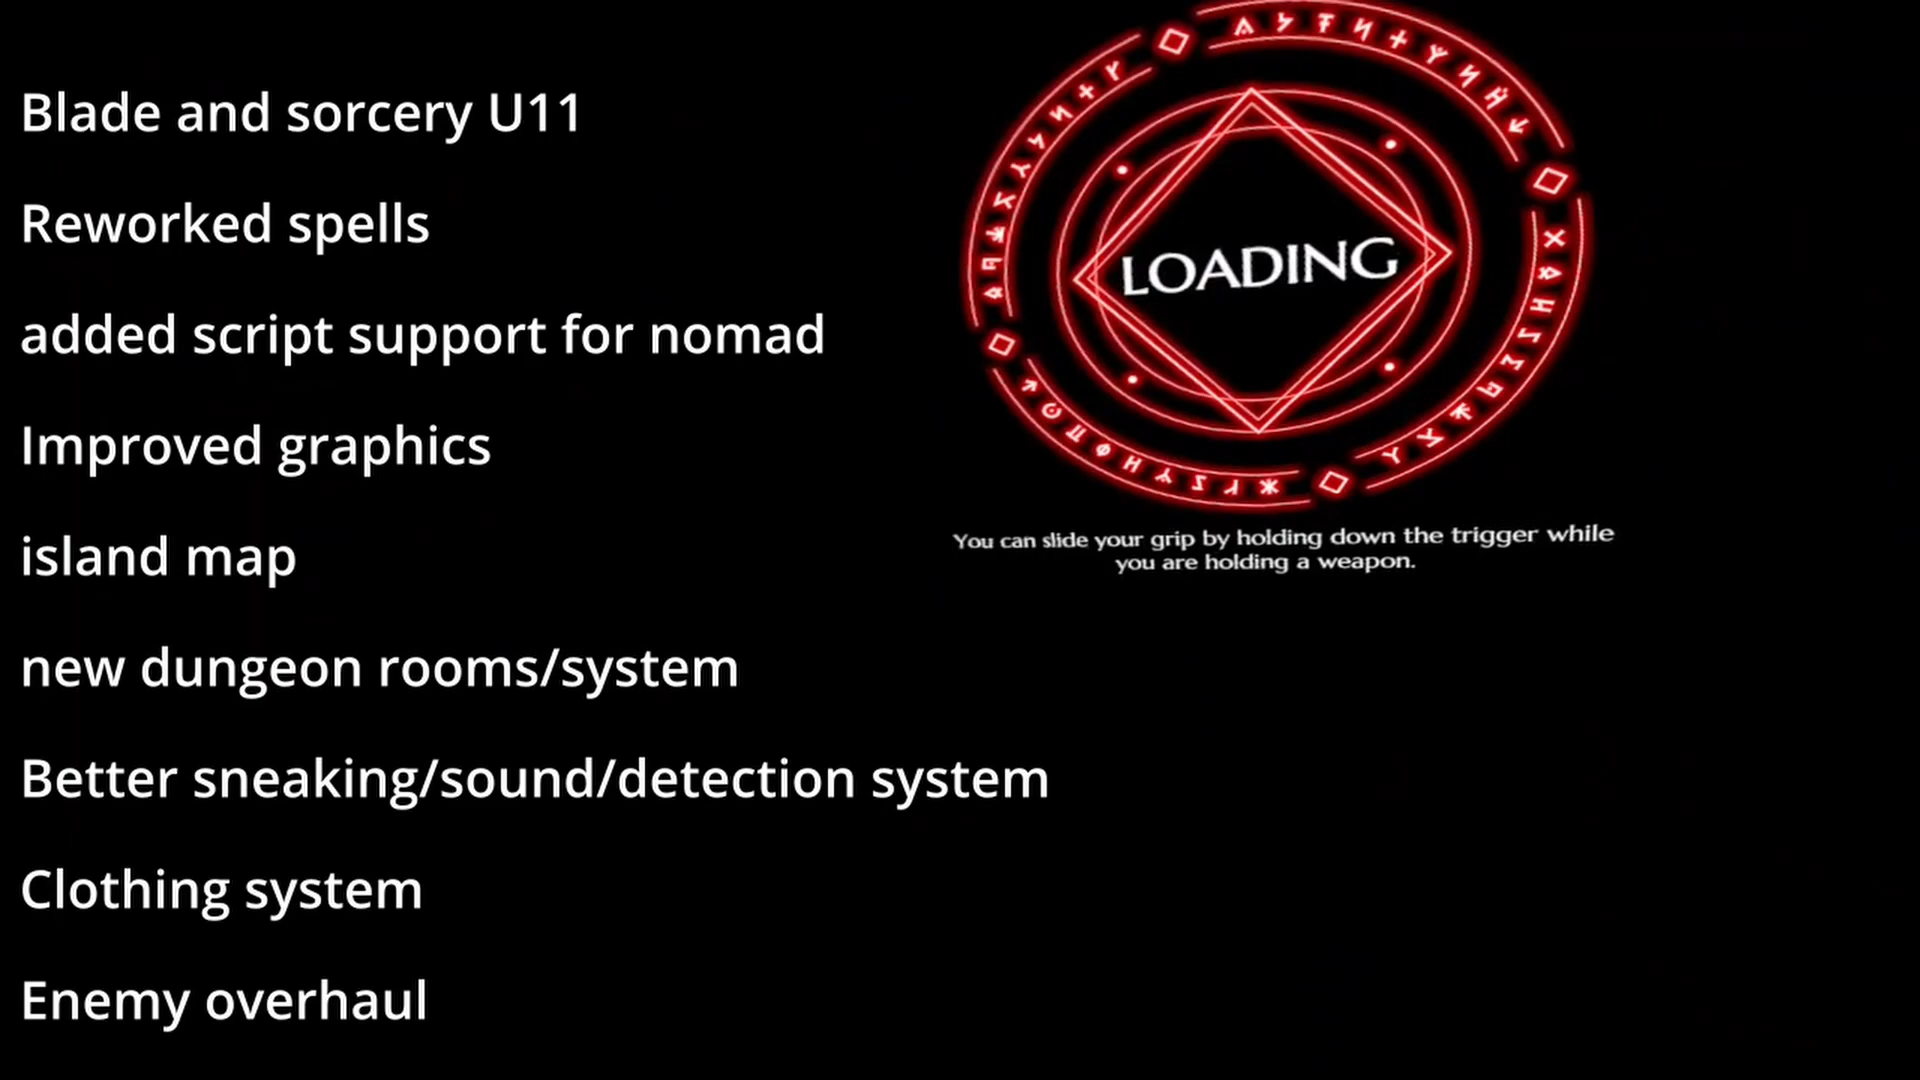 Blade and sorcery U11
Reworked spells
added script support for nomad
Improved graphics
island map
new dungeon rooms/system
Better sneaking/sound/detection system
Clothing system
Enemy overhaul
LOADING
You can slide your grip by holding down the trigger while
you are holding a weapon.